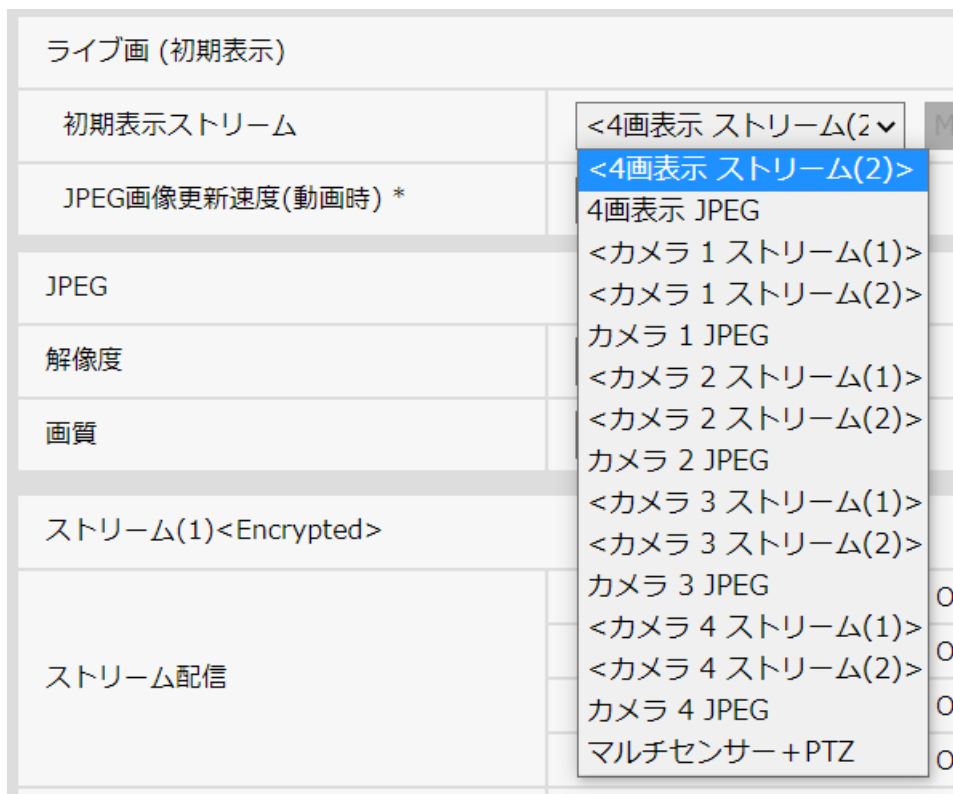 ライブ画 (初期表示)
初期表示ストリーム
<4画表示 ストリーム(2
M
<4画表示 ストリーム(2)>
JPEG画像更新速度(動画時) *
4画表示 JPEG
<カメラ 1 ストリーム(1)>
JPEG
<カメラ 1 ストリーム(2)>
カメラ 1 JPEG
解像度
<カメラ 2 ストリーム(1)>
<カメラ 2 ストリーム(2)>
画質
カメラ 2 JPEG
<カメラ 3 ストリーム(1)>
ストリーム(1)<Encrypted>
<カメラ 3 ストリーム(2)>
カメラ 3 JPEG
<カメラ 4 ストリーム(1)>
<カメラ 4 ストリーム(2)>
ストリーム配信
カメラ 4 JPEG
マルチセンサー+PTZ